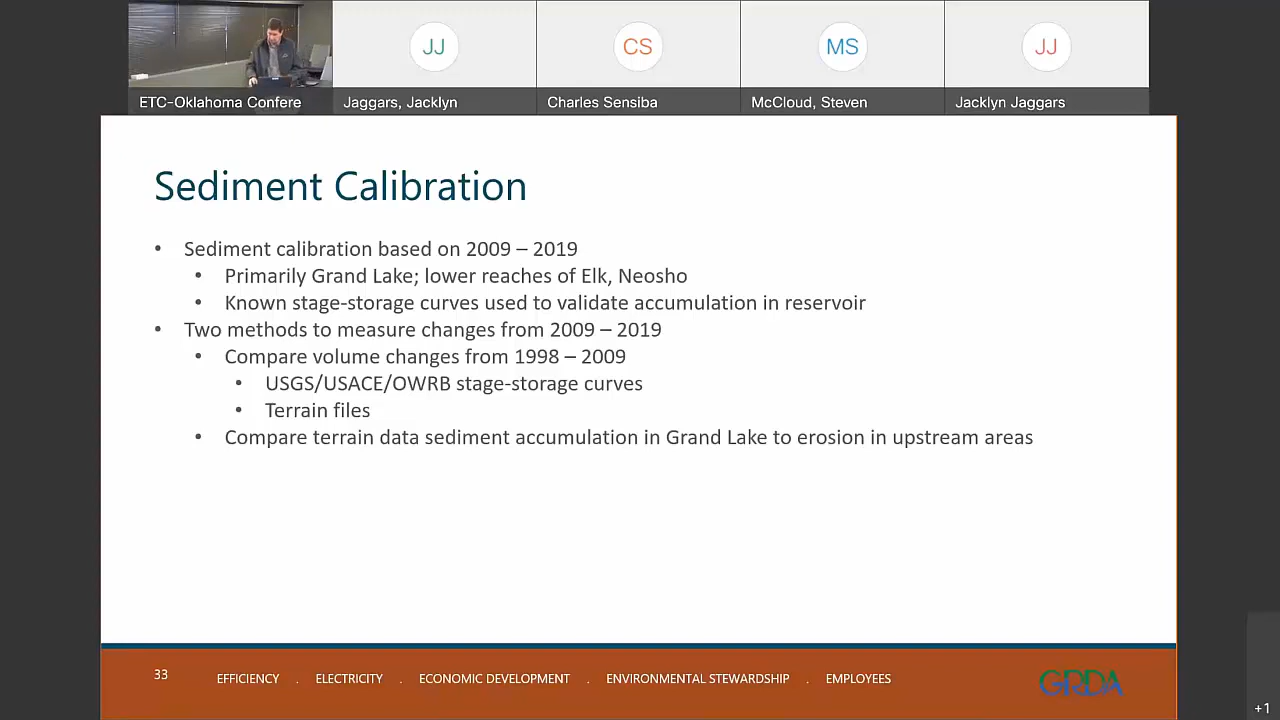 JJ
CS
MS
JJ
ETC-Oklahoma Confere
Jaggars, Jacklyn
Charles Sensiba
McCloud, Steven
Jacklyn Jaggars
Sediment Calibration
• Sediment calibration based on 2009 – 2019
• Primarily Grand Lake; lower reaches of Elk, Neosho
• Known stage-storage curves used to validate accumulation in reservoir
• Two methods to measure changes from 2009 – 2019
• Compare volume changes from 1998 – 2009
• USGS/USACE/OWRB stage-storage curves
• Terrain files
• Compare terrain data sediment accumulation in Grand Lake to erosion in upstream areas
33
EFFICIENCY . ELECTRICITY . ECONOMIC DEVELOPMENT . ENVIRONMENTAL STEWARDSHIP . EMPLOYEES
GRDA
+1